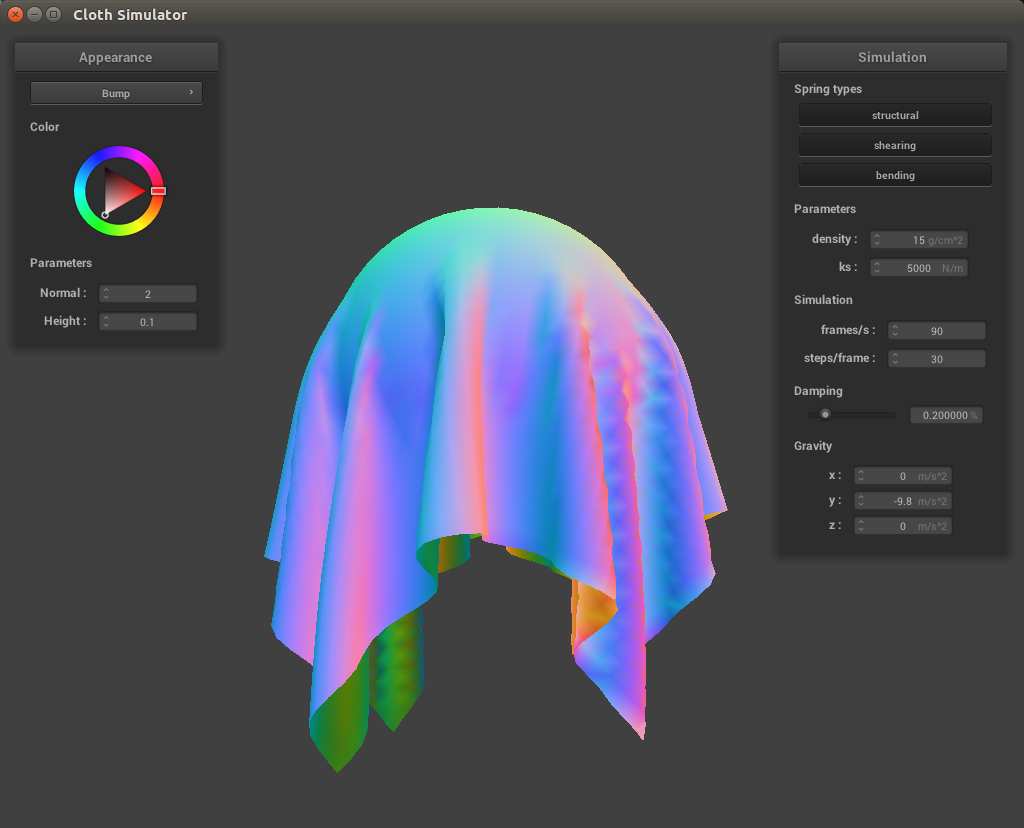 Cloth Simulator
Appearance
Bump
Color
Parameters
Normal : 2
Height : 0.1
Simulation
Spring types
structural
shearing
bending
Parameters
density : 15 g/cm^2
ks : 5000 N/m
Simulation
frames/s : 90
steps/frame : 30
Damping
0.200000 %
Gravity
x : 0 m/s^2
y : -9.8 m/s^2
z : 0 m/s^2